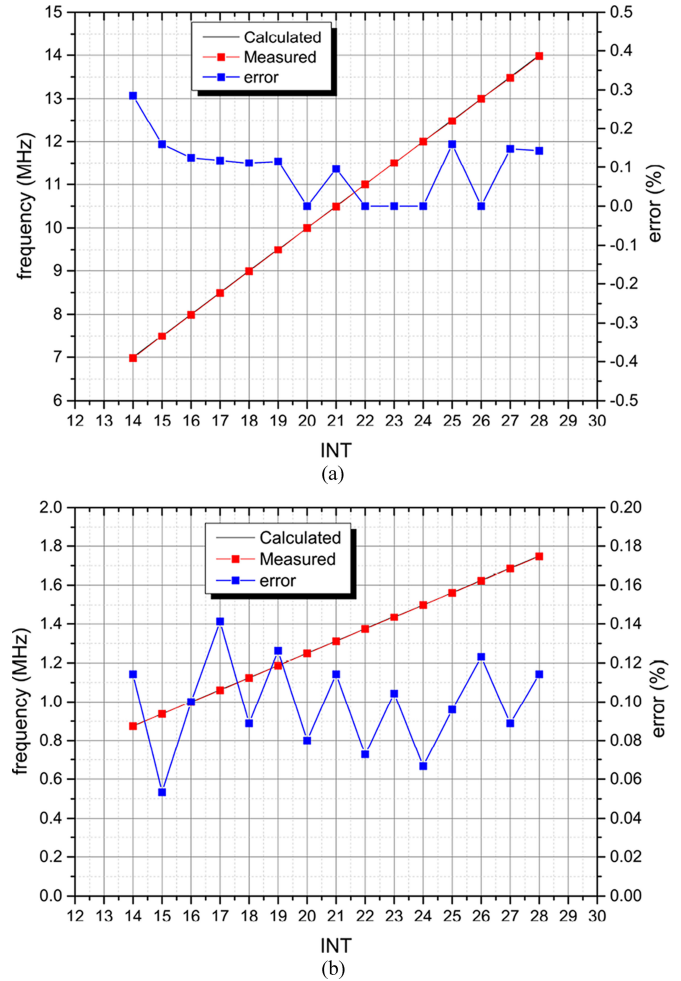 15
14
13
12
11
10
9
8
7
6
frequency (MHz)
Calculated
Measured
error
0.5
0.4
0.3
0.2
0.1
0.0
-0.1
-0.2
-0.3
-0.4
-0.5
error (%)
12 13 14 15 16 17 18 19 20 21 22 23 24 25 26 27 28 29 30
INT
(a)
2.0
1.8
1.6
1.4
1.2
1.0
0.8
0.6
0.4
0.2
0.0
frequency (MHz)
Calculated
Measured
error
0.20
0.18
0.16
0.14
0.12
0.10
0.08
0.06
0.04
0.02
0.00
error (%)
12 13 14 15 16 17 18 19 20 21 22 23 24 25 26 27 28 29 30
INT
(b)